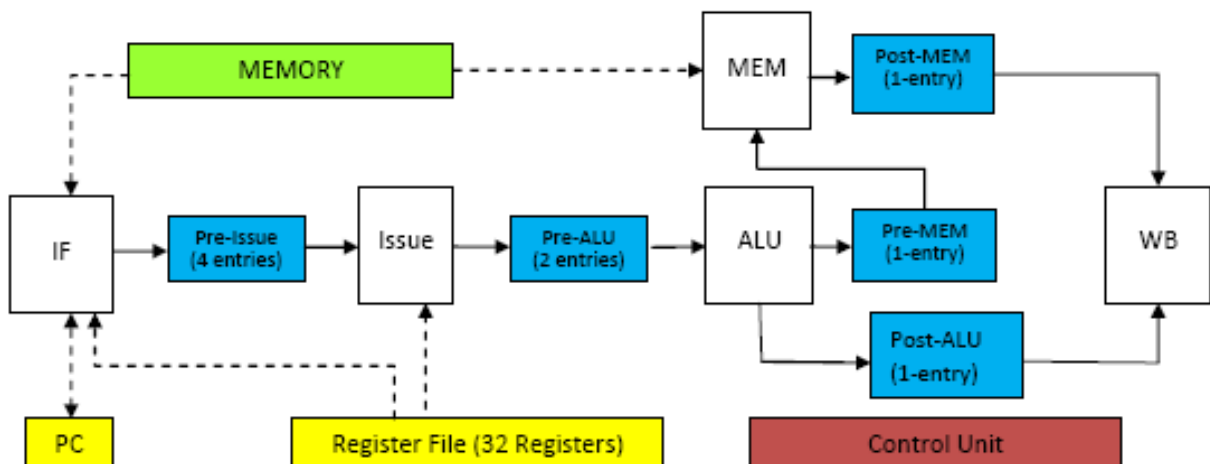 MEMORY
MEM
Post-MEM
(1-entry)
IF
Pre-Issue
(4 entries)
Issue
Pre-ALU
(2 entries)
ALU
Pre-MEM
(1-entry)
WB
Post-ALU
(1-entry)
PC
Register File (32 Registers)
Control Unit